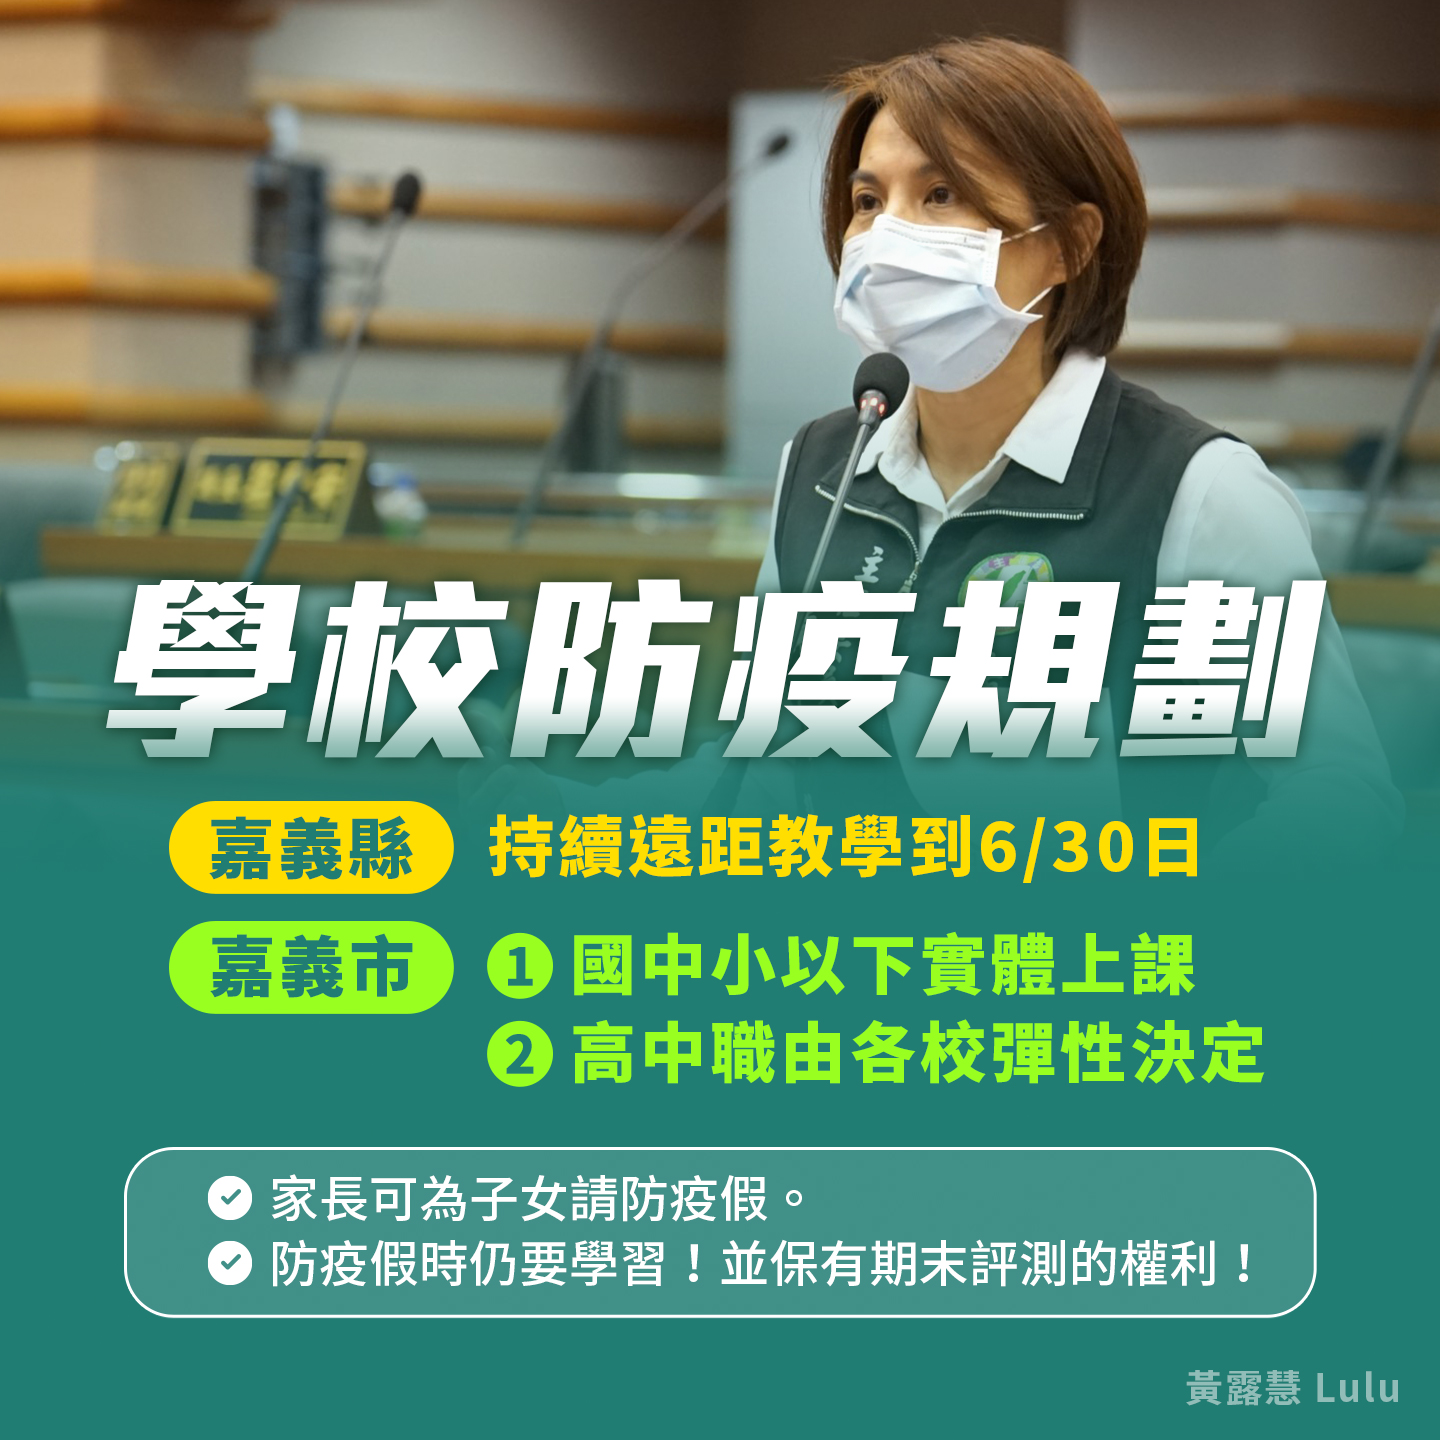 主
學校防疫規劃
嘉義縣 持續遠距教學到6/30日
嘉義市 1 國中小以下實體上課
2 高中職由各校彈性決定
家長可為子女請防疫假。
防疫假時仍要學習！並保有期末評測的權利！
黃露慧 Lulu